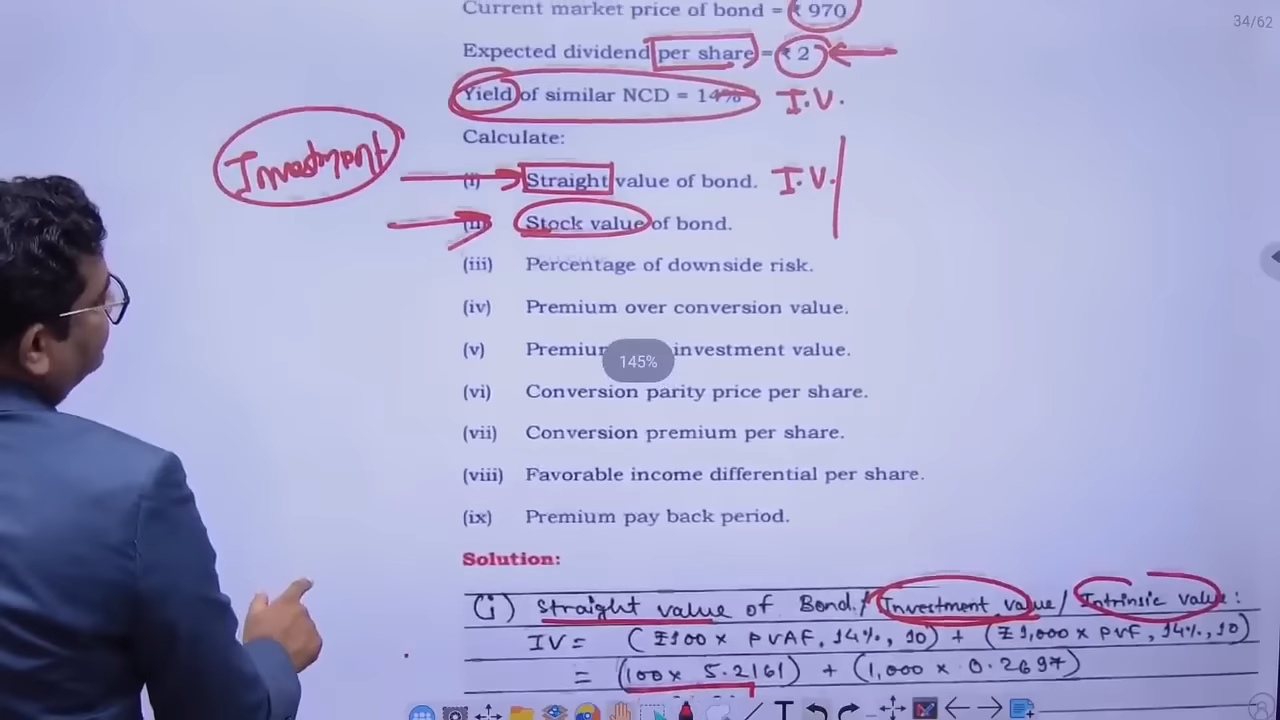 34/62
Current market price of bond = ₹ 970
Expected dividend per share = ₹ 2
Yield of similar NCD = 14% I.V.
Calculate:
Investment
(i) Straight value of bond. I.V.
(ii) Stock value of bond.
(iii) Percentage of downside risk.
(iv) Premium over conversion value.
(v) Premium investment value.
145%
(vi) Conversion parity price per share.
(vii) Conversion premium per share.
(viii) Favorable income differential per share.
(ix) Premium pay back period.
Solution:
(i) Straight value of Bond / Investment value / Intrinsic value :
IV = (₹100 × PVAF, 14%, 10) + (₹1,000 × PVF, 14%, 10)
= (100 × 5.2161) + (1,000 × 0.2697)